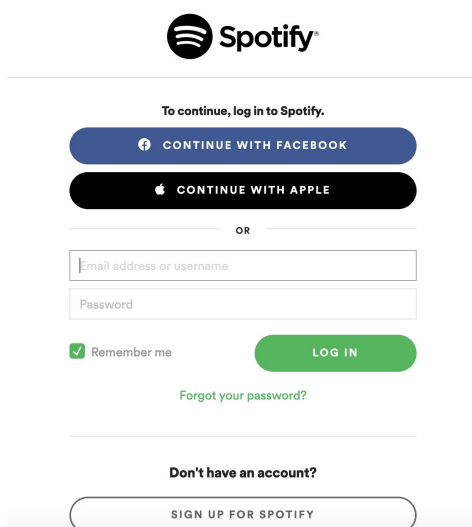 Spotify®
To continue, log in to Spotify.
CONTINUE WITH FACEBOOK
CONTINUE WITH APPLE
OR
Email address or username
Password
Remember me
LOG IN
Forgot your password?
Don't have an account?
SIGN UP FOR SPOTIFY